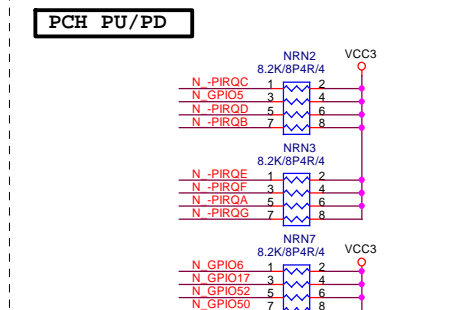 PCH PU/PD
NRN2 VCC3
8.2K/8P4R/4
N_-PIRQC 1 2
N_GPIO5 3 4
N_-PIRQD 5 6
N_-PIRQB 7 8
NRN3
8.2K/8P4R/4
N_-PIRQE 1 2
N_-PIRQF 3 4
N_-PIRQA 5 6
N_-PIRQG 7 8
NRN7
8.2K/8P4R/4 VCC3
N_GPIO6 1 2
N_GPIO17 3 4
N_GPIO52 5 6
N_GPIO50 7 8